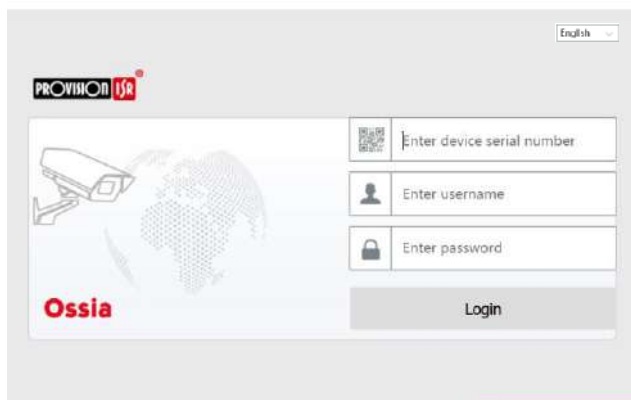 English
PROVISION ISR
Enter device serial number
Enter username
Enter password
Ossia
Login